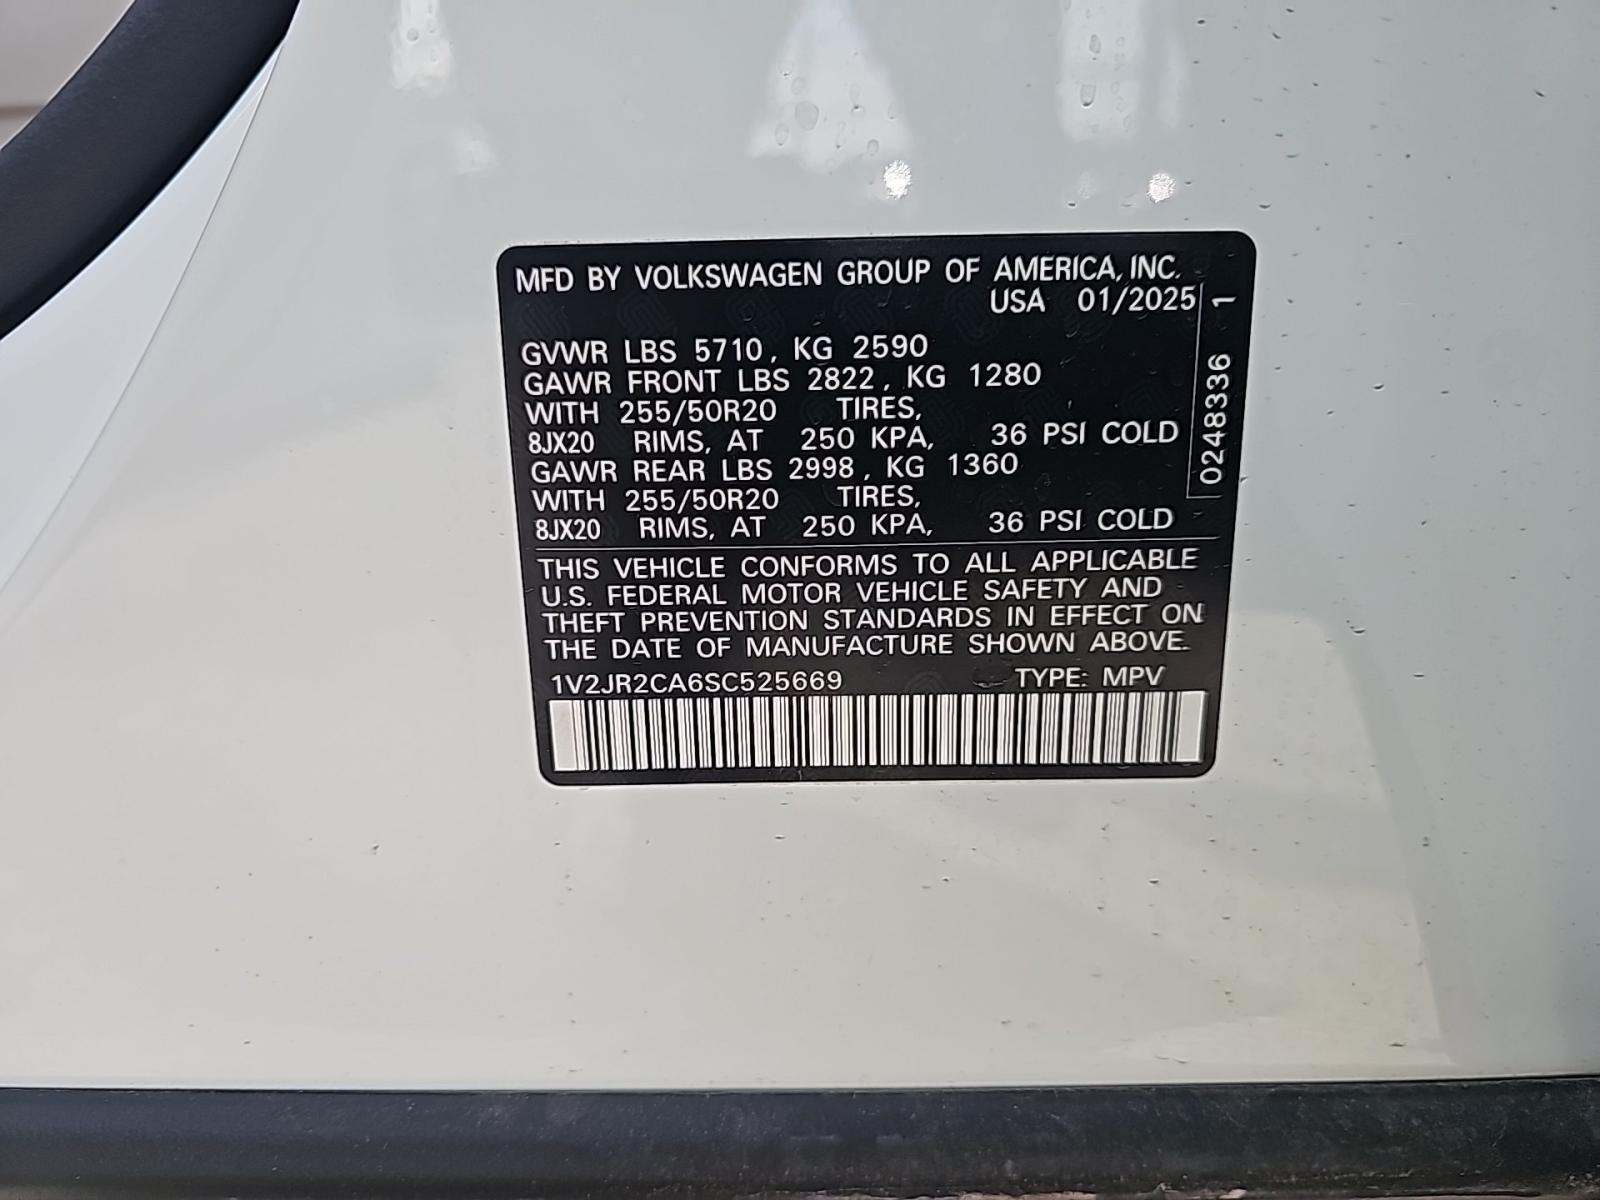 MFD BY VOLKSWAGEN GROUP OF AMERICA, INC.
USA 01/2025
GVWR LBS 5710, KG 2590
GAWR FRONT LBS 2822, KG 1280
WITH 255/50R20 TIRES,
8JX20 RIMS, AT 250 KPA, 36 PSI COLD
GAWR REAR LBS 2998, KG 1360
WITH 255/50R20 TIRES,
8JX20 RIMS, AT 250 KPA, 36 PSI COLD
THIS VEHICLE CONFORMS TO ALL APPLICABLE
U.S. FEDERAL MOTOR VEHICLE SAFETY AND
THEFT PREVENTION STANDARDS IN EFFECT ON
THE DATE OF MANUFACTURE SHOWN ABOVE.
1V2JR2CA6SC525669 TYPE: MPV
0248336 1